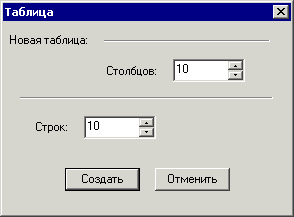 Таблица
Новая таблица:
Столбцов: 10
Строк: 10
Создать Отменить